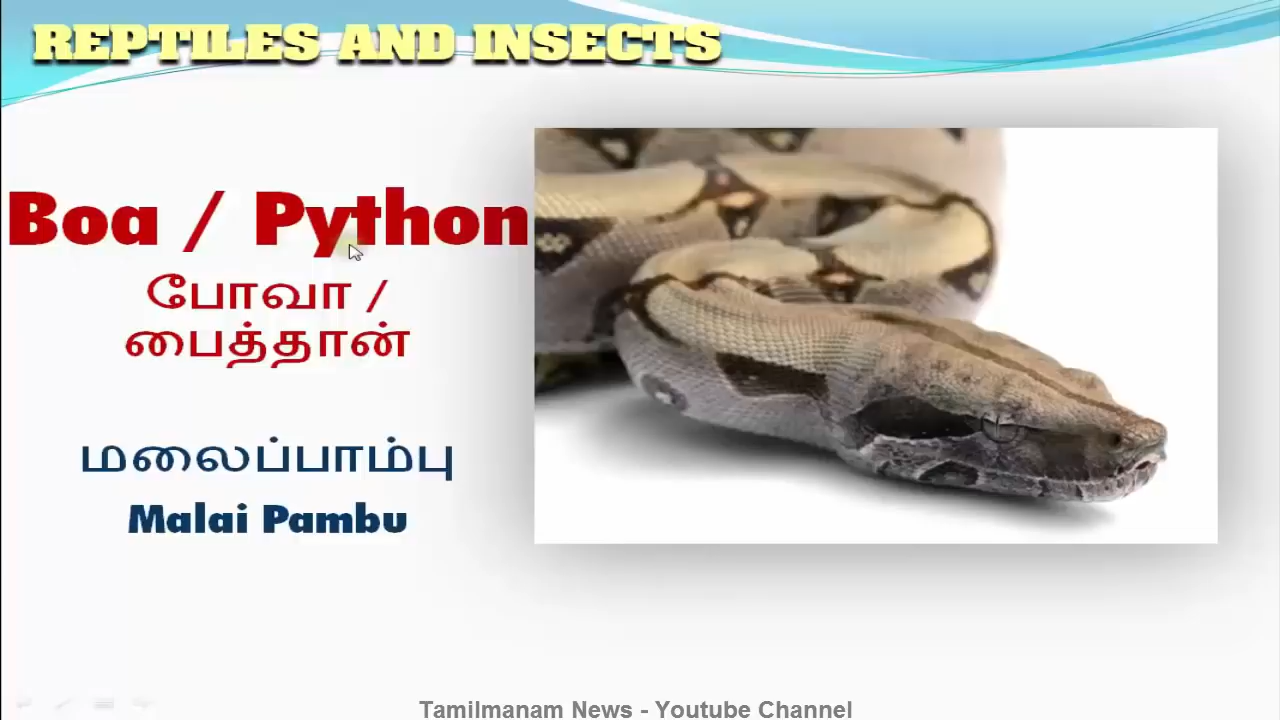 REPTILES AND INSECTS
Boa / Python
போவா /
பைத்தான்
மலைப்பாம்பு
Malai Pambu
Tamilmanam News - Youtube Channel